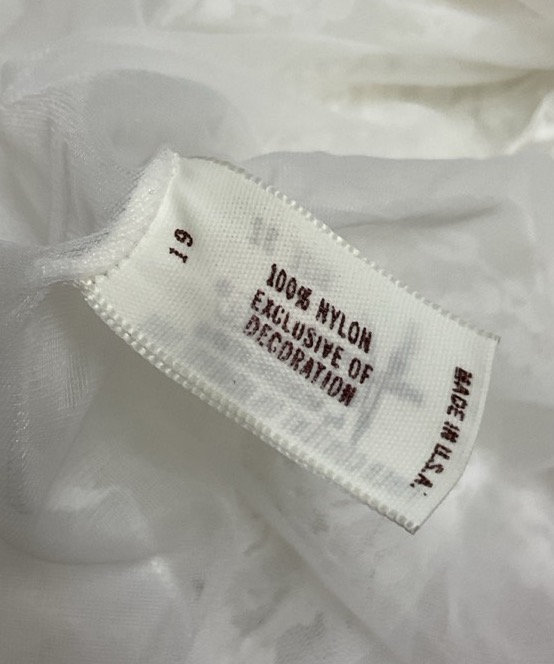 19
100% NYLON
EXCLUSIVE OF
DECORATION
MADE IN U.S.A.